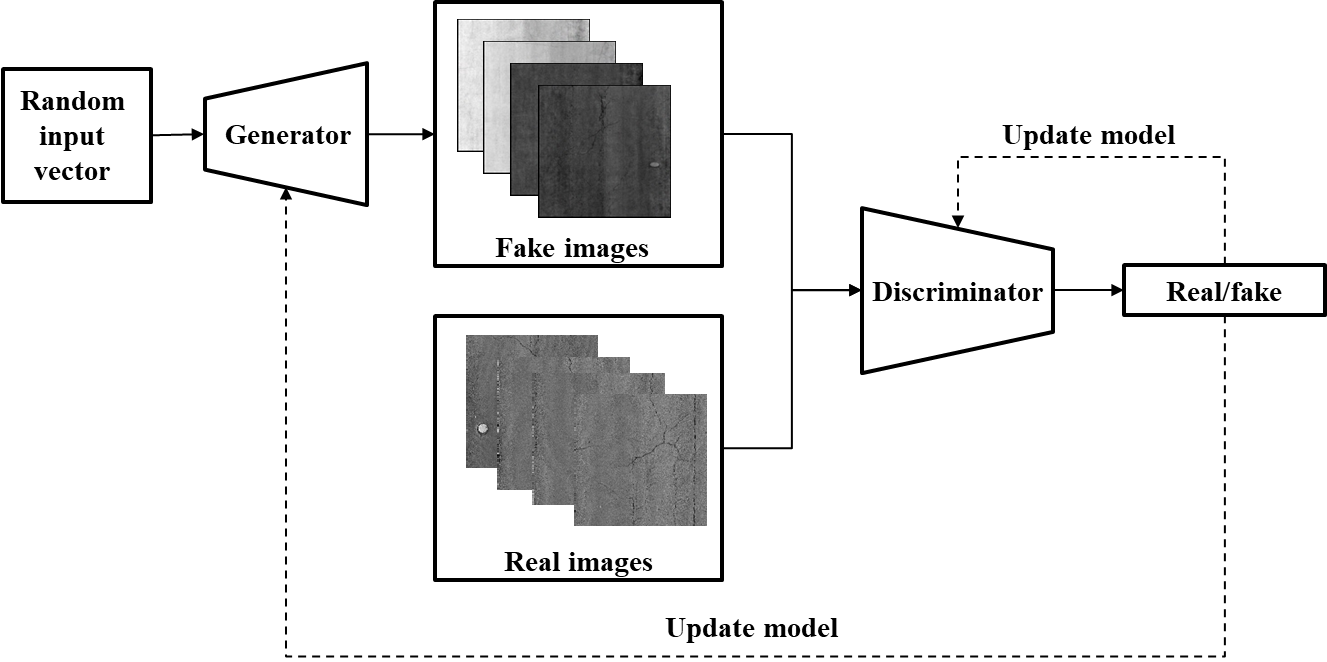 Random
input
vector
Generator
Fake images
Update model
Discriminator
Real/fake
Real images
Update model